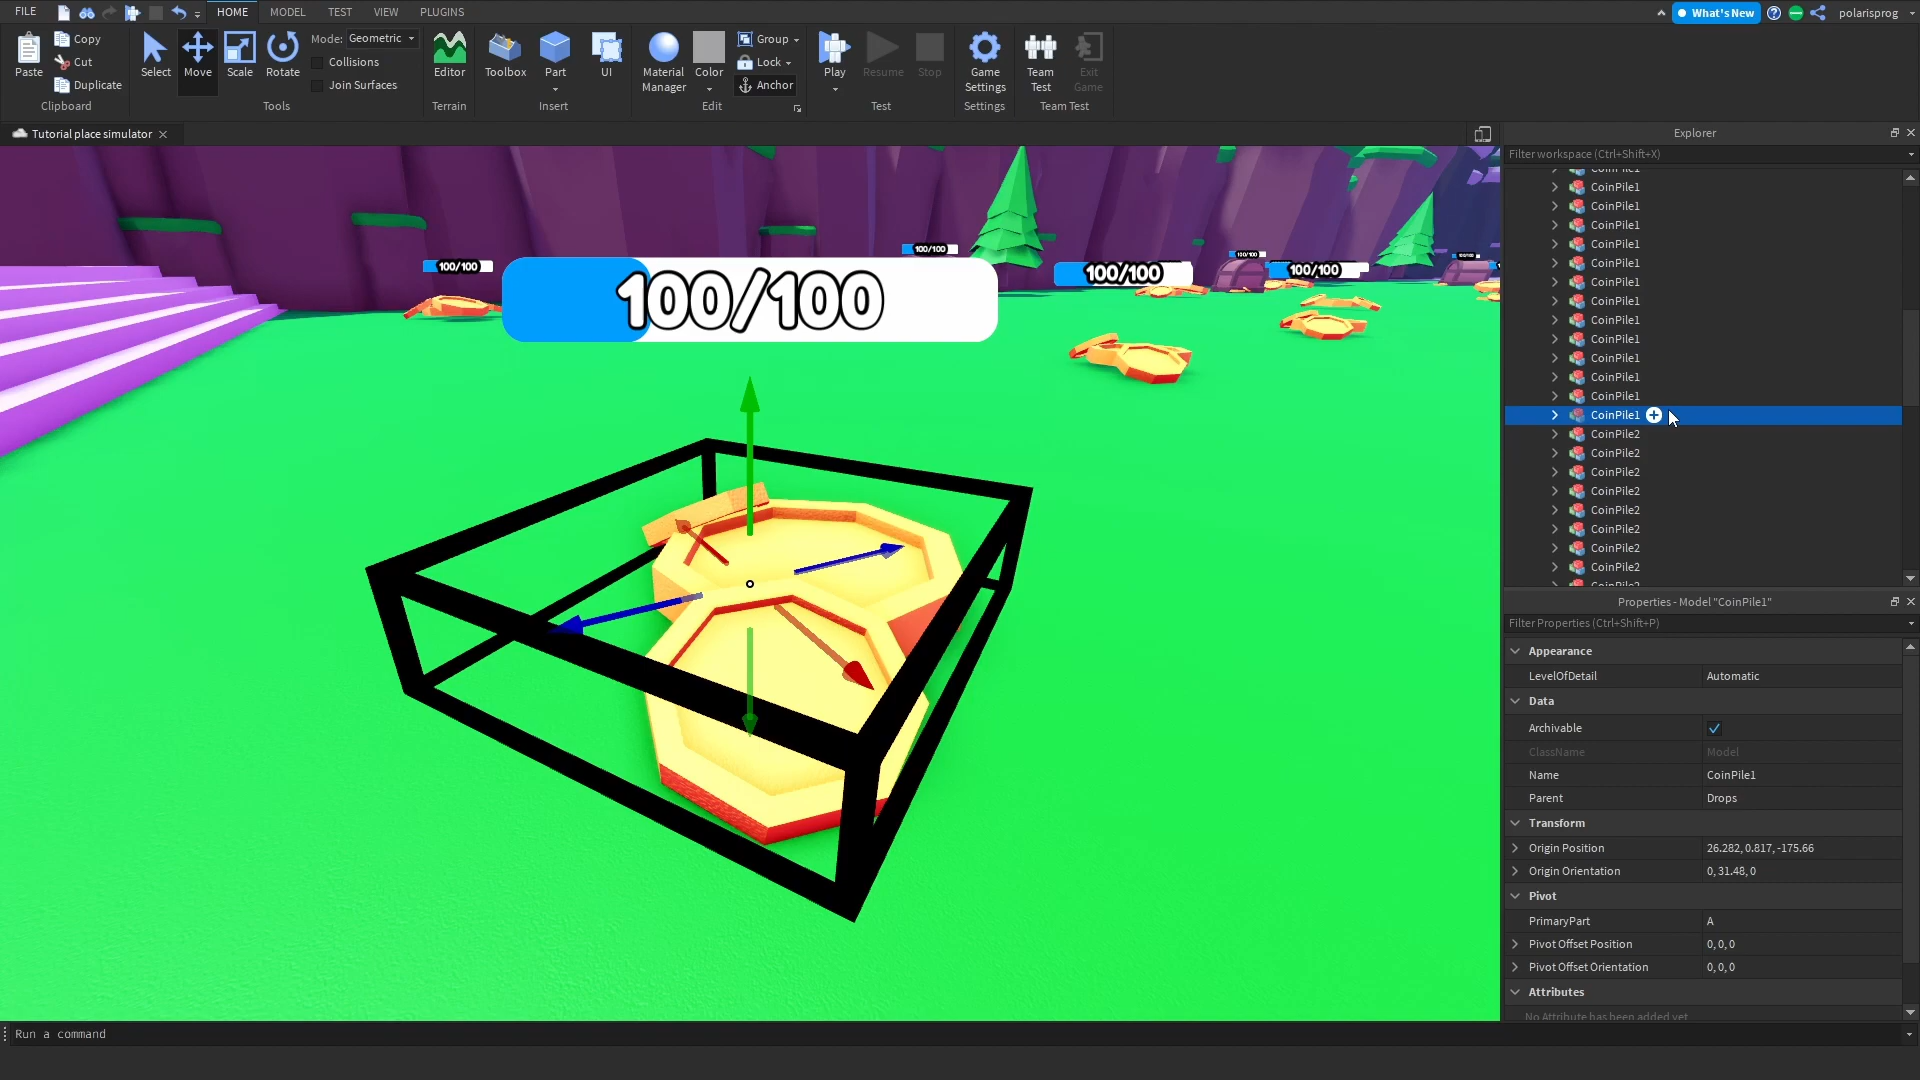 FILE
HOME
MODEL
TEST
VIEW
PLUGINS
What's New
polarisprog
Paste
Copy
Cut
Duplicate
Clipboard
Select
Move
Scale
Rotate
Mode: Geometric
Collisions
Join Surfaces
Tools
Editor
Terrain
Toolbox
Part
UI
Insert
Material
Manager
Color
Group
Lock
Anchor
Edit
Play
Resume
Stop
Test
Game
Settings
Settings
Team
Test
Exit
Game
Team Test
Tutorial place simulator
100/100
100/100
100/100
100/100
100/100
100/100
100/100
Explorer
Filter workspace (Ctrl+Shift+X)
CoinPile1
CoinPile1
CoinPile1
CoinPile1
CoinPile1
CoinPile1
CoinPile1
CoinPile1
CoinPile1
CoinPile1
CoinPile1
CoinPile1
CoinPile1
CoinPile1
CoinPile2
CoinPile2
CoinPile2
CoinPile2
CoinPile2
CoinPile2
CoinPile2
CoinPile2
CoinPile2
Properties - Model "CoinPile1"
Filter Properties (Ctrl+Shift+P)
Appearance
LevelOfDetail Automatic
Data
Archivable
ClassName Model
Name CoinPile1
Parent Drops
Transform
Origin Position 26.282, 0.817, -175.66
Origin Orientation 0, 31.48, 0
Pivot
PrimaryPart A
Pivot Offset Position 0, 0, 0
Pivot Offset Orientation 0, 0, 0
Attributes
No Attribute has been added yet
Run a command